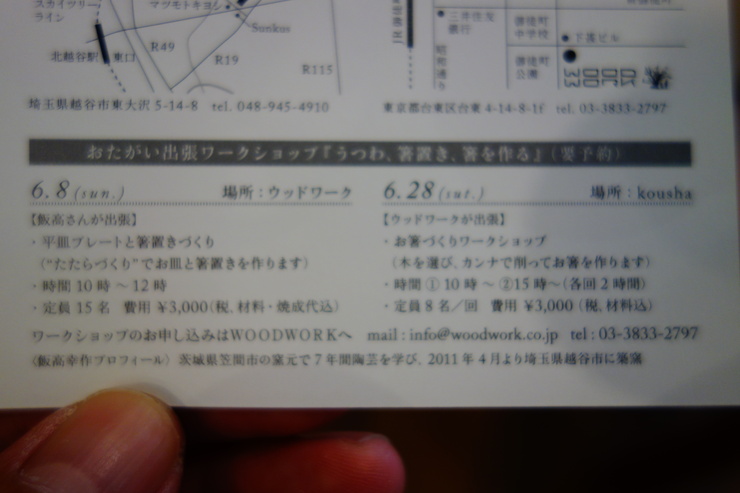 スカイツリー
ライン
マツモトキヨシ
Sunkus
北越谷駅 東口
R49
R19
R115
三井住友
銀行
御徒町
中学校
下落ビル
昭和通り
御徒町
公園
埼玉県越谷市東大沢 5-14-8 tel. 048-945-4910
東京都台東区台東 4-14-8-1f tel. 03-3833-2797
おたがい出張ワークショップ『うつわ、箸置き、箸を作る』(要予約)
6.8 (sun.) 場所:ウッドワーク
【飯高さんが出張】
・平皿プレートと箸置きづくり
(“たたらづくり”でお皿と箸置きを作ります)
・時間 10 時 〜 12 時
・定員 15 名 費用 ¥3,000(税、材料・焼成代込)
6.28 (sat.) 場所:kousha
【ウッドワークが出張】
・お箸づくりワークショップ
(木を選び、カンナで削ってお箸を作ります)
・時間 ①10 時 〜 ②15 時〜(各回 2 時間)
・定員 8 名/回 費用 ¥3,000 (税、材料込)
ワークショップのお申し込みはWOODWORKへ mail : info@woodwork.co.jp tel : 03-3833-2797
〈飯高幸作プロフィール〉 茨城県笠間市の窯元で 7 年間陶芸を学び、2011 年 4 月より埼玉県越谷市に築窯